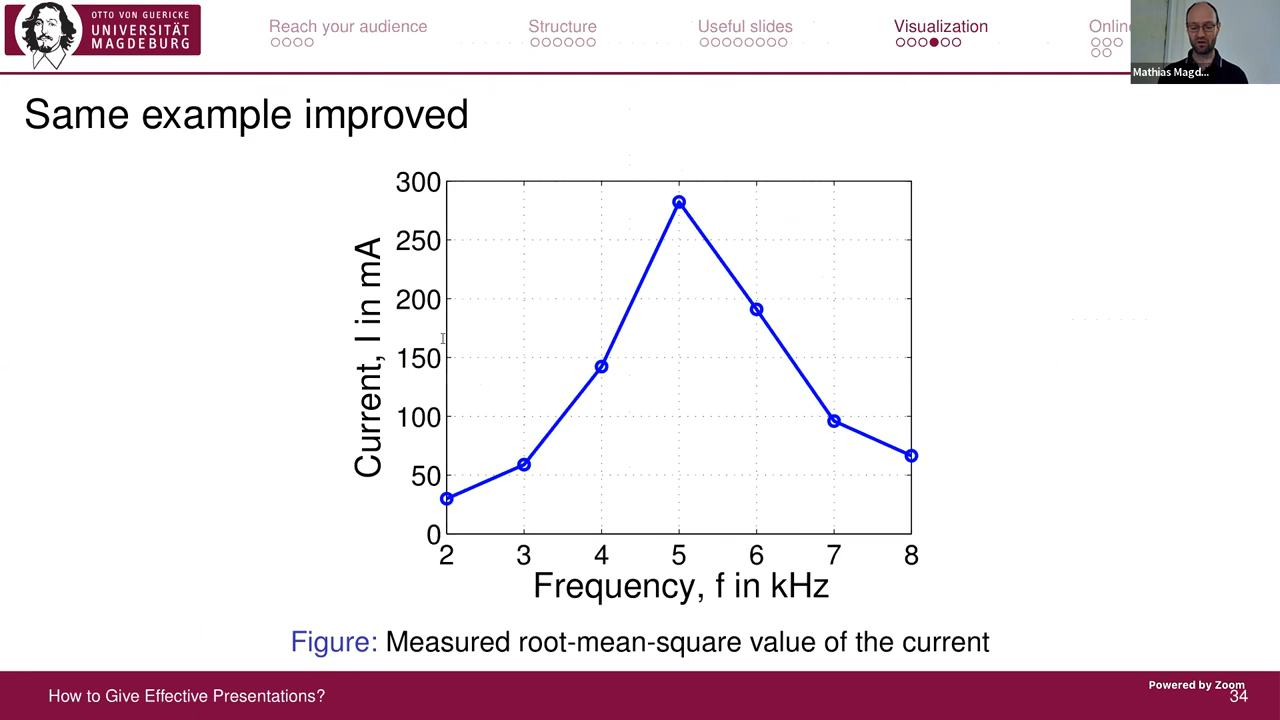 OTTO VON GUERICKE
UNIVERSITÄT
MAGDEBURG
Reach your audience
Structure
Useful slides
Visualization
Onlin
Mathias Magd...
Same example improved
300
250
200
150
100
50
0
Current, I in mA
2 3 4 5 6 7 8
Frequency, f in kHz
Figure: Measured root-mean-square value of the current
How to Give Effective Presentations?
Powered by Zoom
34